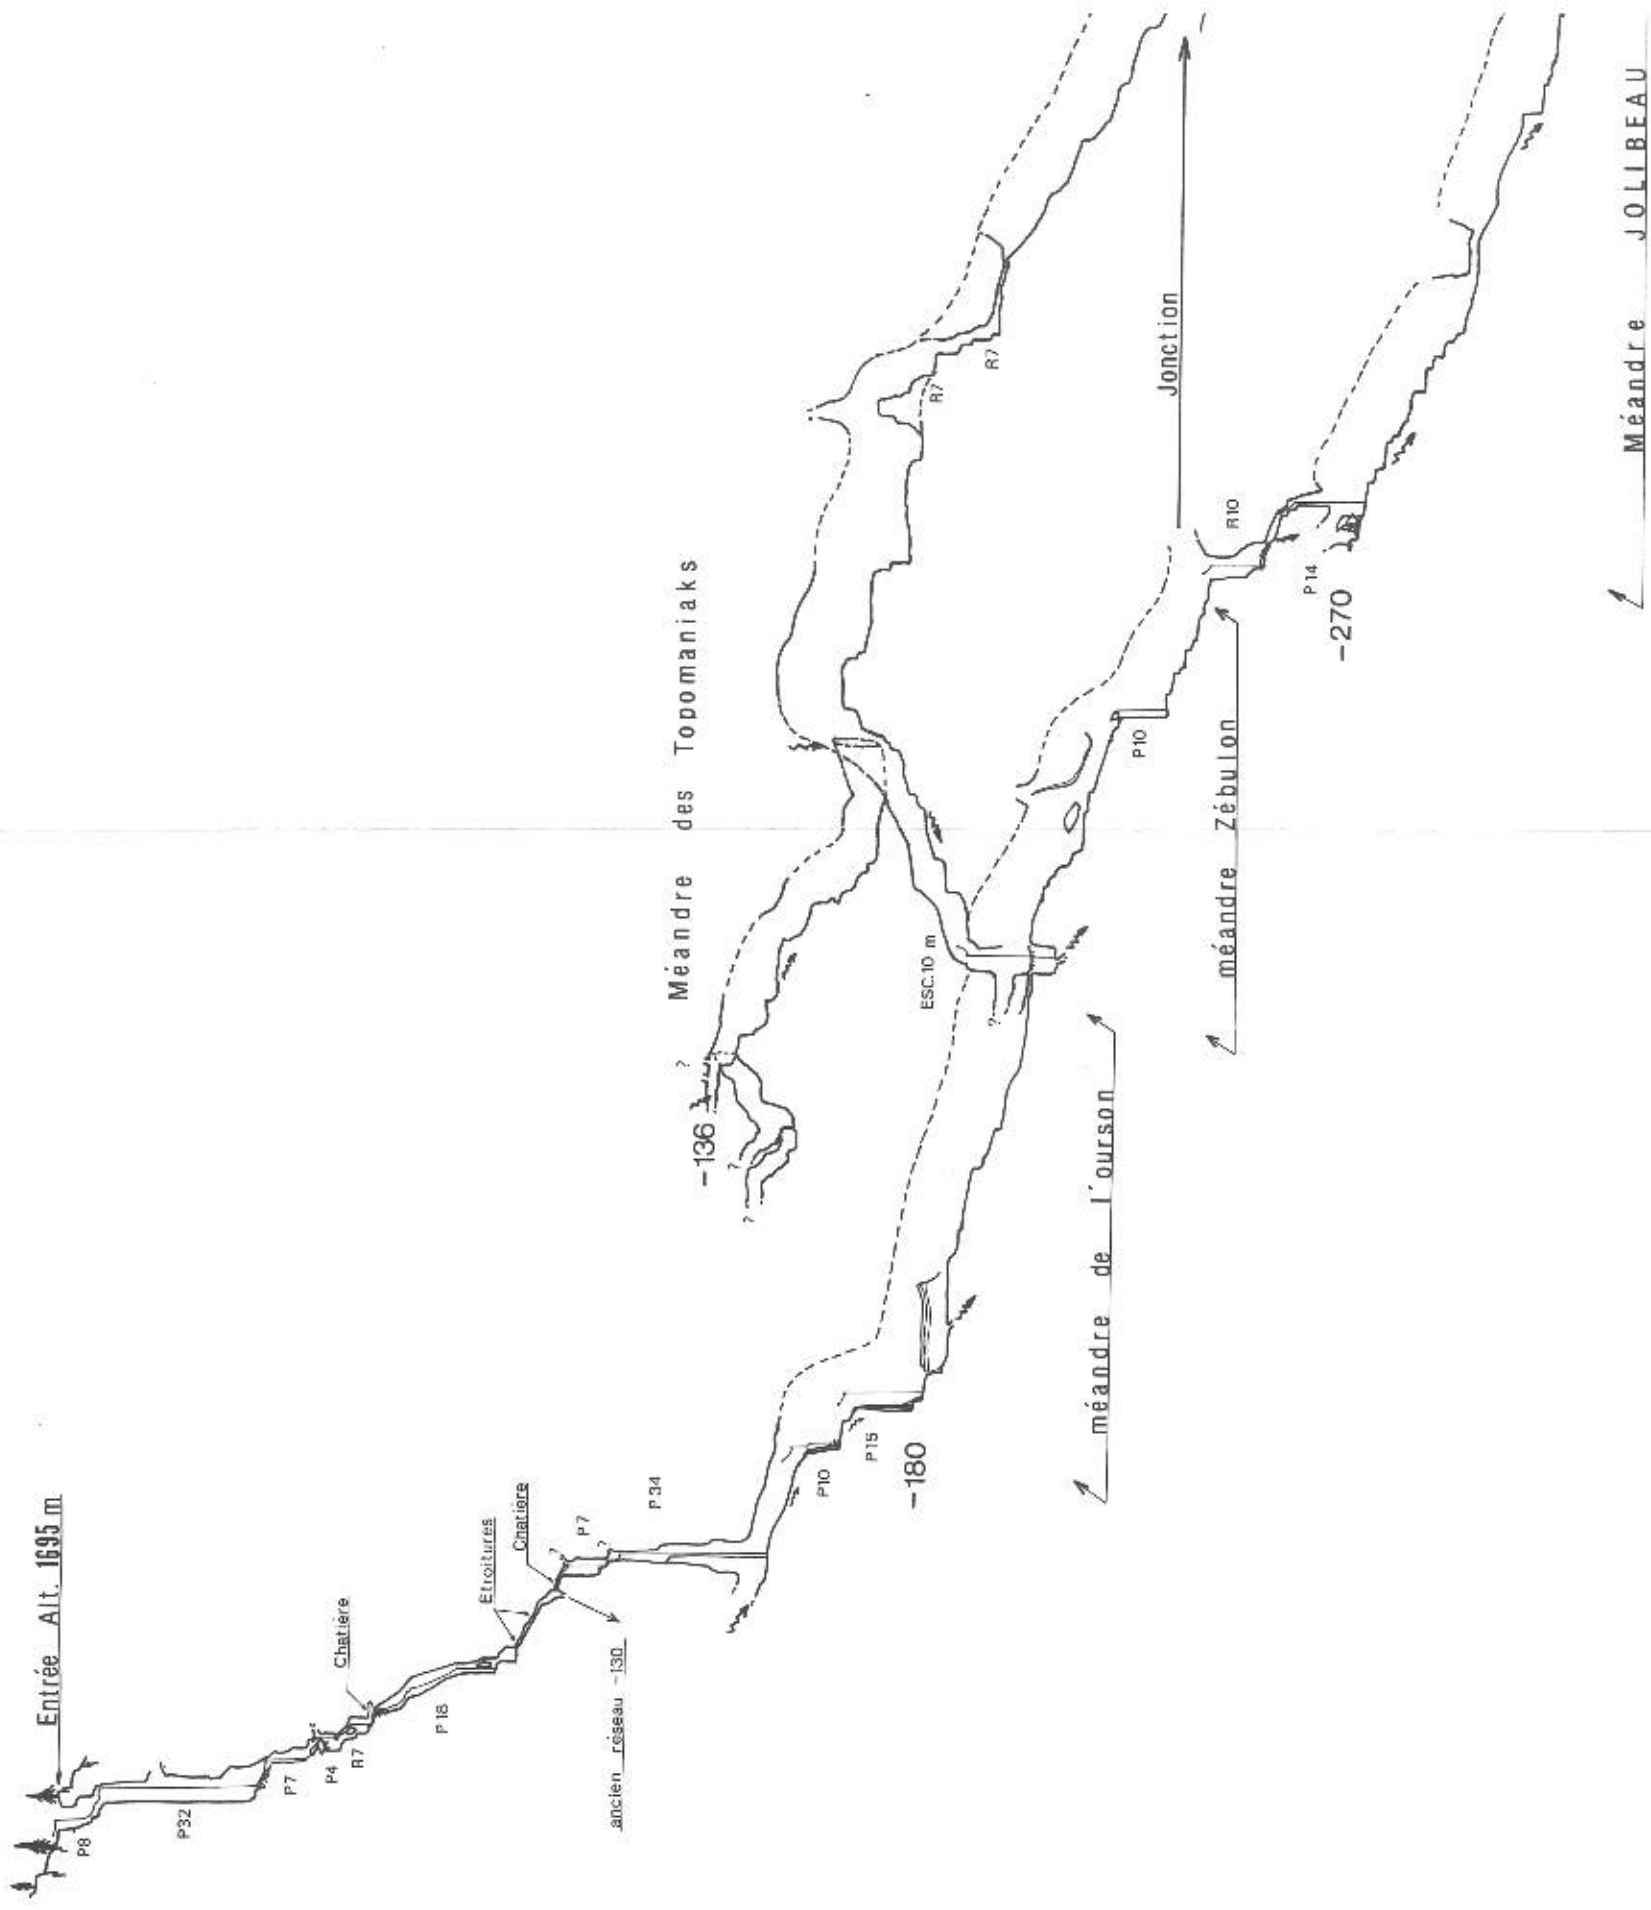 Entrée Alt. 1695 m
P8
P32
P7
P4
R7
Chatière
P18
Etroitures
Chatière
ancien réseau -130
?
P7
?
P34
P10
P15
-180
méandre de l'ourson
Méandre des Topomaniaks
?
-136
?
?
ESC.10 m
?
R7
R7
P10
méandre Zébulon
Jonction
R10
P14
-270
Méandre JOLIBEAU